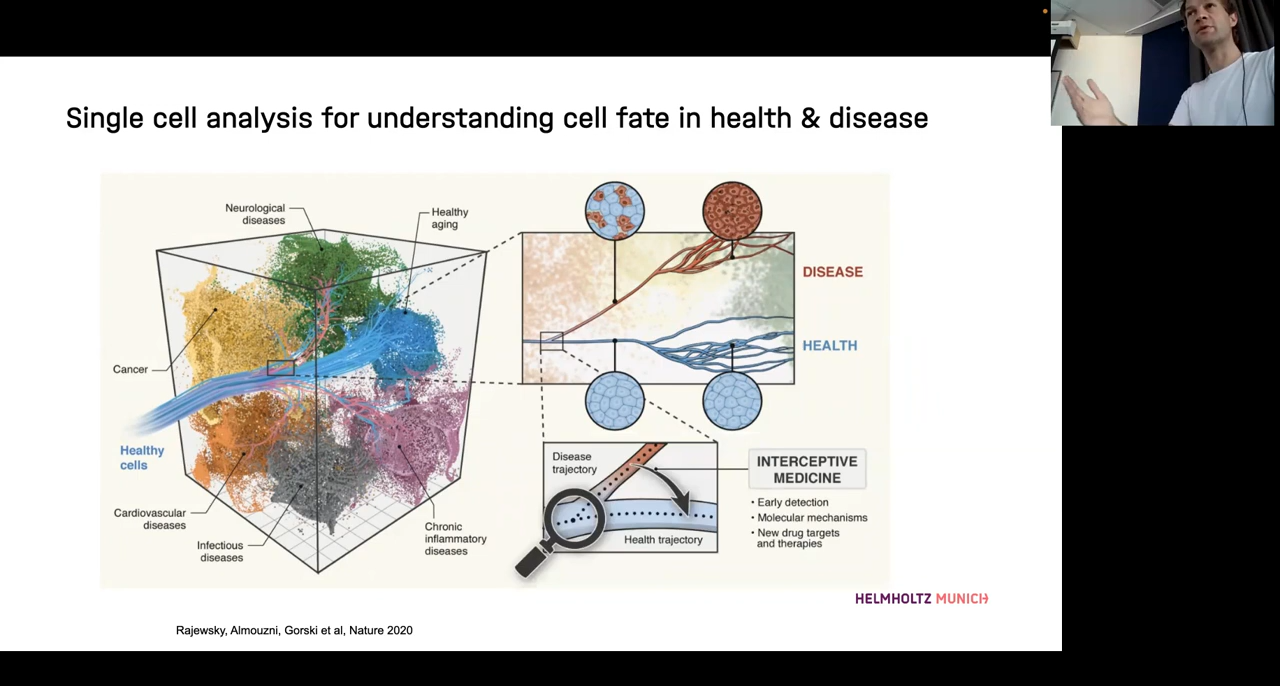 Single cell analysis for understanding cell fate in health & disease
Neurological
diseases
Healthy
aging
Cancer
Healthy
cells
Cardiovascular
diseases
Infectious
diseases
Chronic
inflammatory
diseases
DISEASE
HEALTH
Disease
trajectory
Health trajectory
INTERCEPTIVE
MEDICINE
• Early detection
• Molecular mechanisms
• New drug targets
and therapies
HELMHOLTZ MUNICH
Rajewsky, Almouzni, Gorski et al, Nature 2020